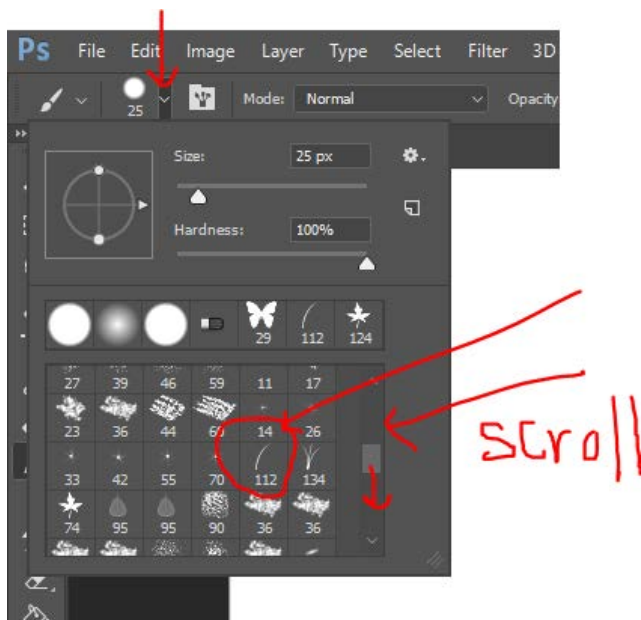 Ps File Edit Image Layer Type Select Filter 3D
25 Mode: Normal Opacity
Size: 25 px
Hardness: 100%
29 112 124
27 39 46 59 11 17
23 36 44 60 14 26
33 42 55 70 112 134
74 95 95 90 36 36
scroll